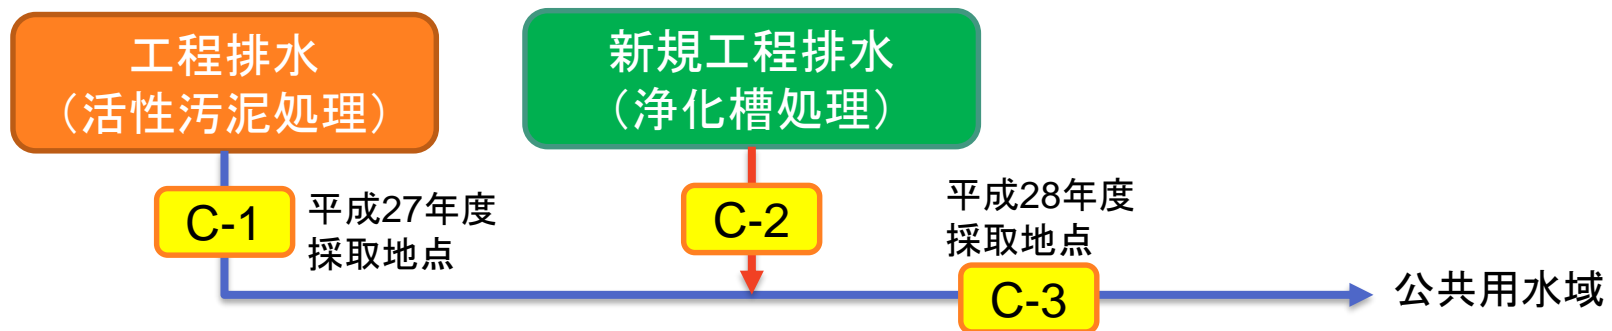 工程排水
（活性汚泥処理）
新規工程排水
（浄化槽処理）
C-1
平成27年度
採取地点
C-2
平成28年度
採取地点
C-3
公共用水域